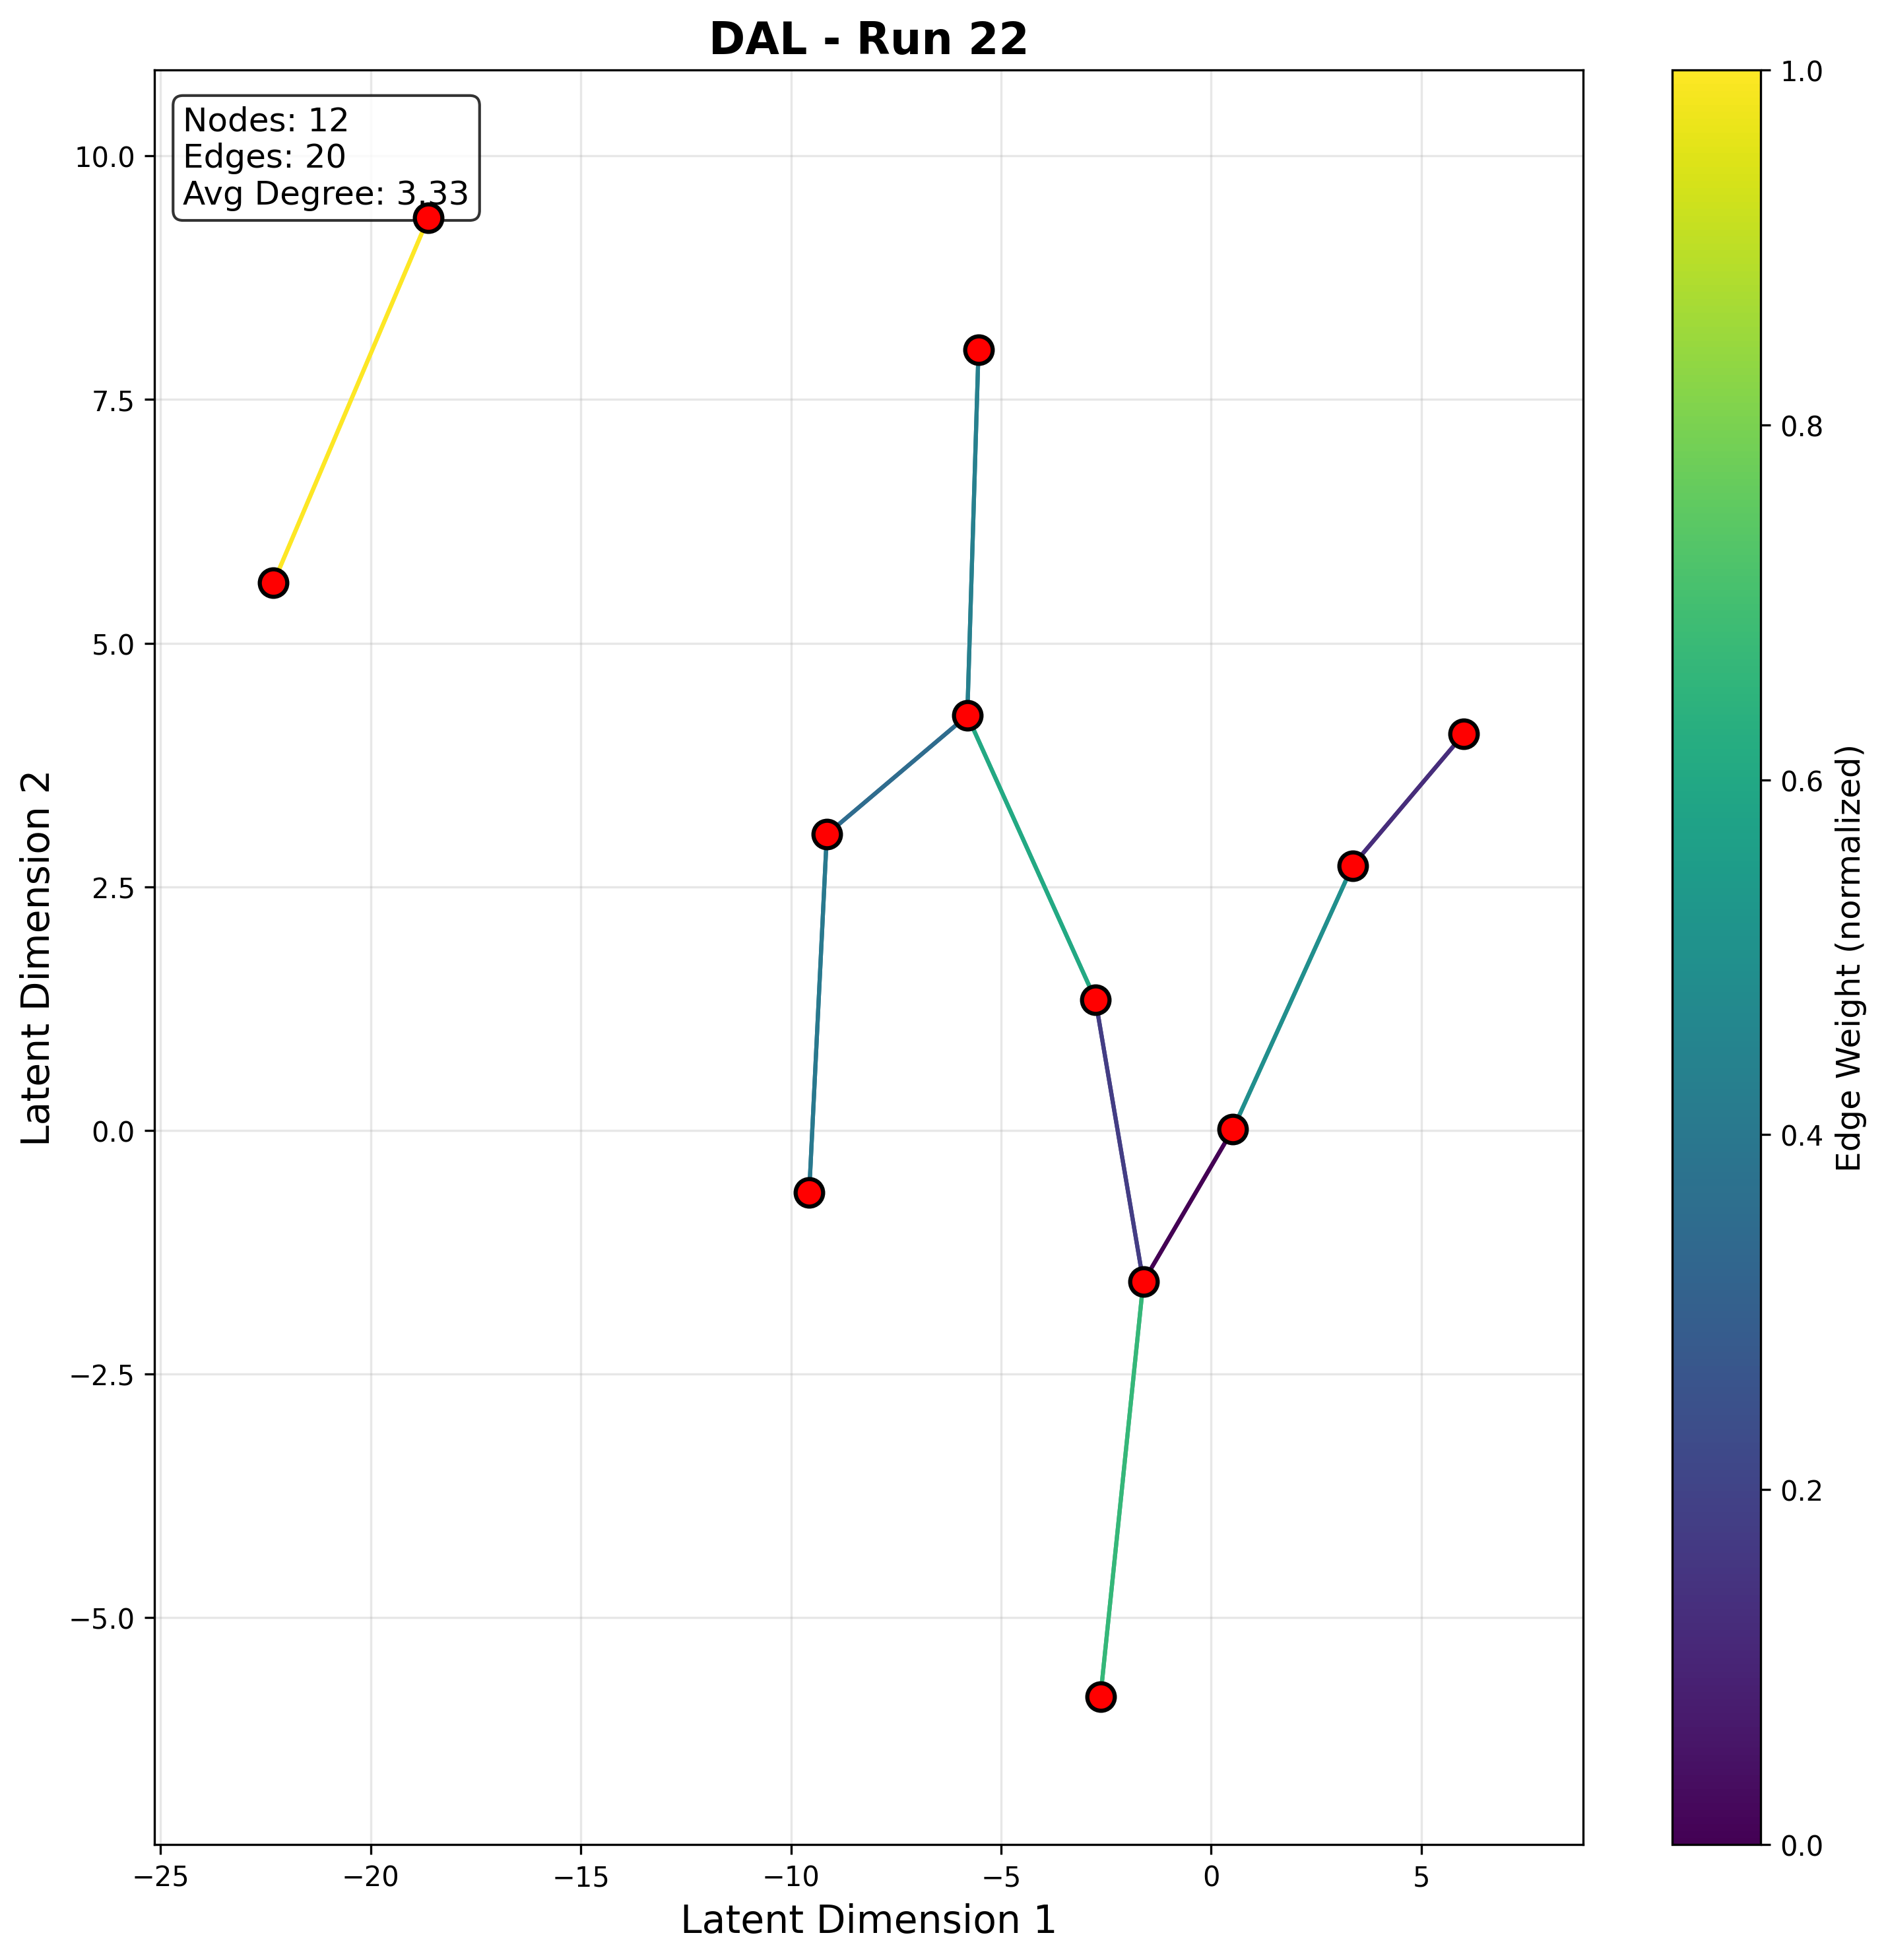 DAL - Run 22
Nodes: 12
Edges: 20
Avg Degree: 3.33
10.0
7.5
5.0
2.5
0.0
−2.5
−5.0
Latent Dimension 2
−25
−20
−15
−10
−5
0
5
Latent Dimension 1
1.0
0.8
0.6
0.4
0.2
0.0
Edge Weight (normalized)